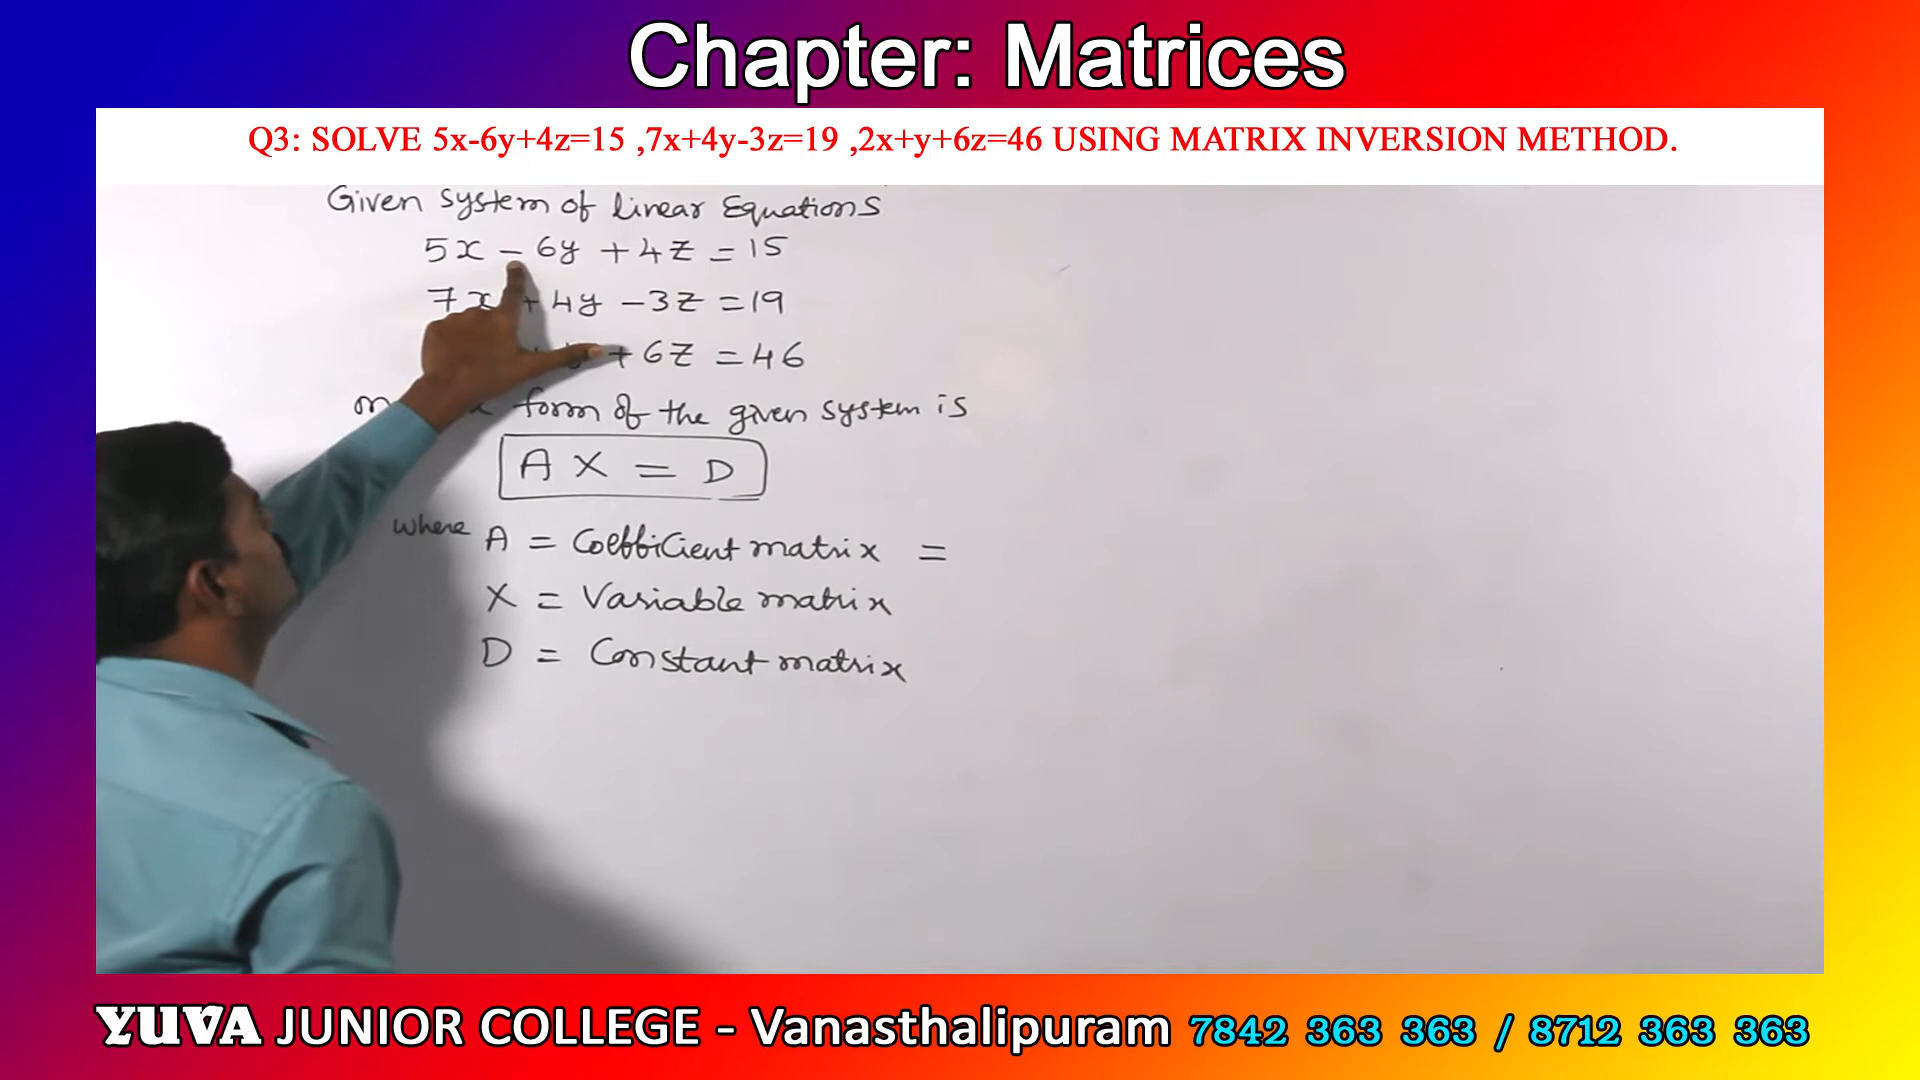 Chapter: Matrices
Q3: SOLVE 5x-6y+4z=15 ,7x+4y-3z=19 ,2x+y+6z=46 USING MATRIX INVERSION METHOD.
Given system of linear Equations
5x - 6y + 4z = 15
7x + 4y - 3z = 19
+ 6z = 46
form of the given system is
A X = D
where A = Coefficient matrix =
X = Variable matrix
D = Constant matrix
YUVA JUNIOR COLLEGE - Vanasthalipuram 7842 363 363 / 8712 363 363